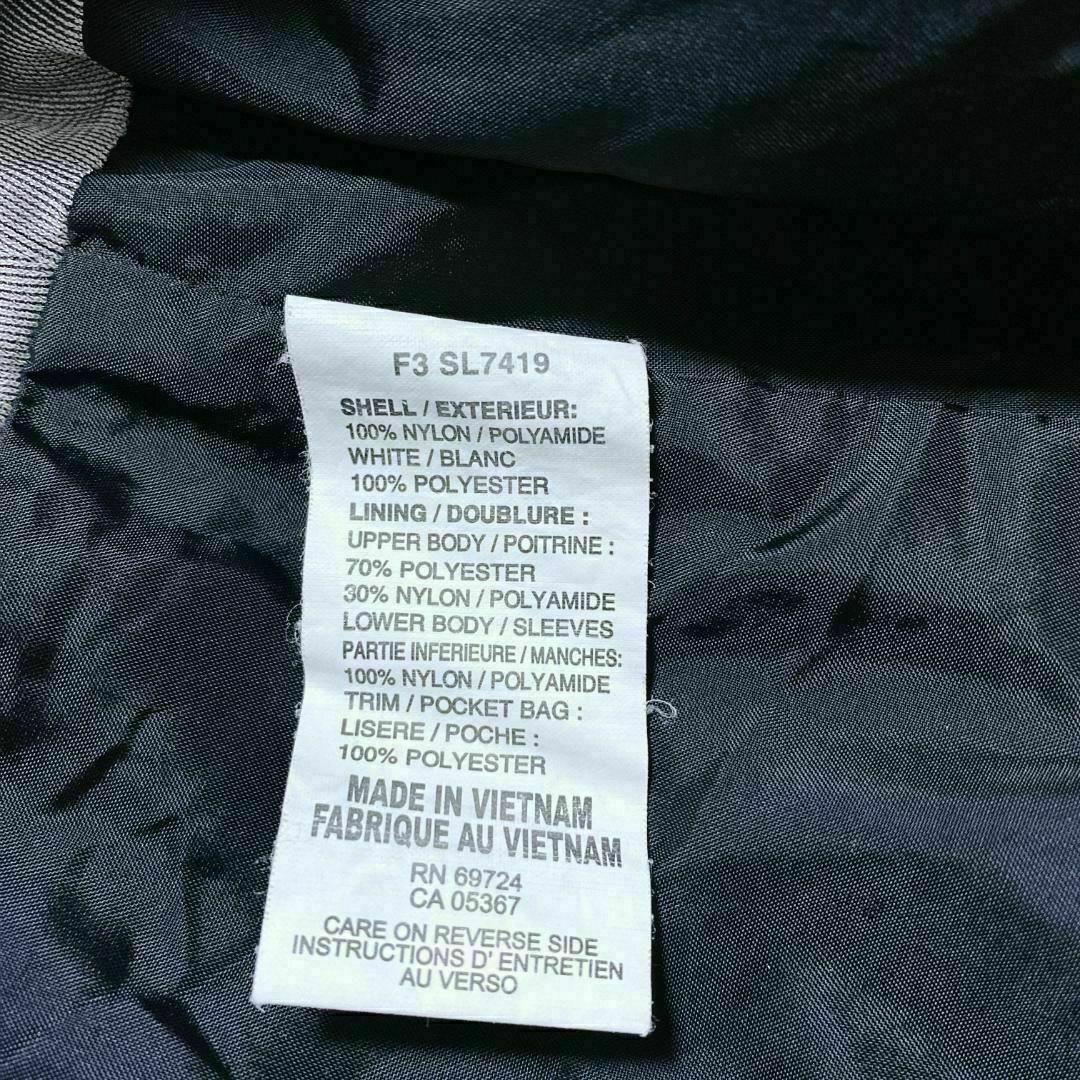 F3 SL7419
SHELL / EXTERIEUR:
100% NYLON / POLYAMIDE
WHITE / BLANC
100% POLYESTER
LINING / DOUBLURE :
UPPER BODY / POITRINE :
70% POLYESTER
30% NYLON / POLYAMIDE
LOWER BODY / SLEEVES
PARTIE INFERIEURE / MANCHES:
100% NYLON / POLYAMIDE
TRIM / POCKET BAG :
LISERE / POCHE :
100% POLYESTER
MADE IN VIETNAM
FABRIQUE AU VIETNAM
RN 69724
CA 05367
CARE ON REVERSE SIDE
INSTRUCTIONS D' ENTRETIEN
AU VERSO